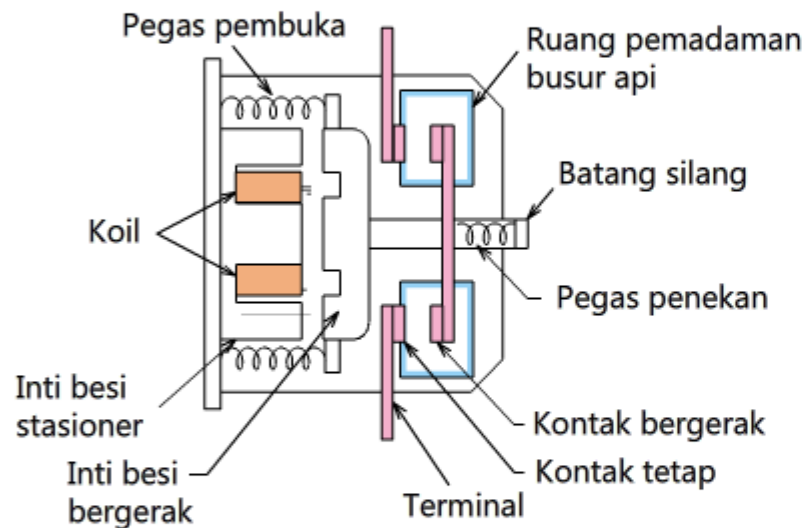 Pegas pembuka
Ruang pemadaman
busur api
Batang silang
Koil
Pegas penekan
Inti besi
stasioner
Kontak bergerak
Inti besi
bergerak
Kontak tetap
Terminal